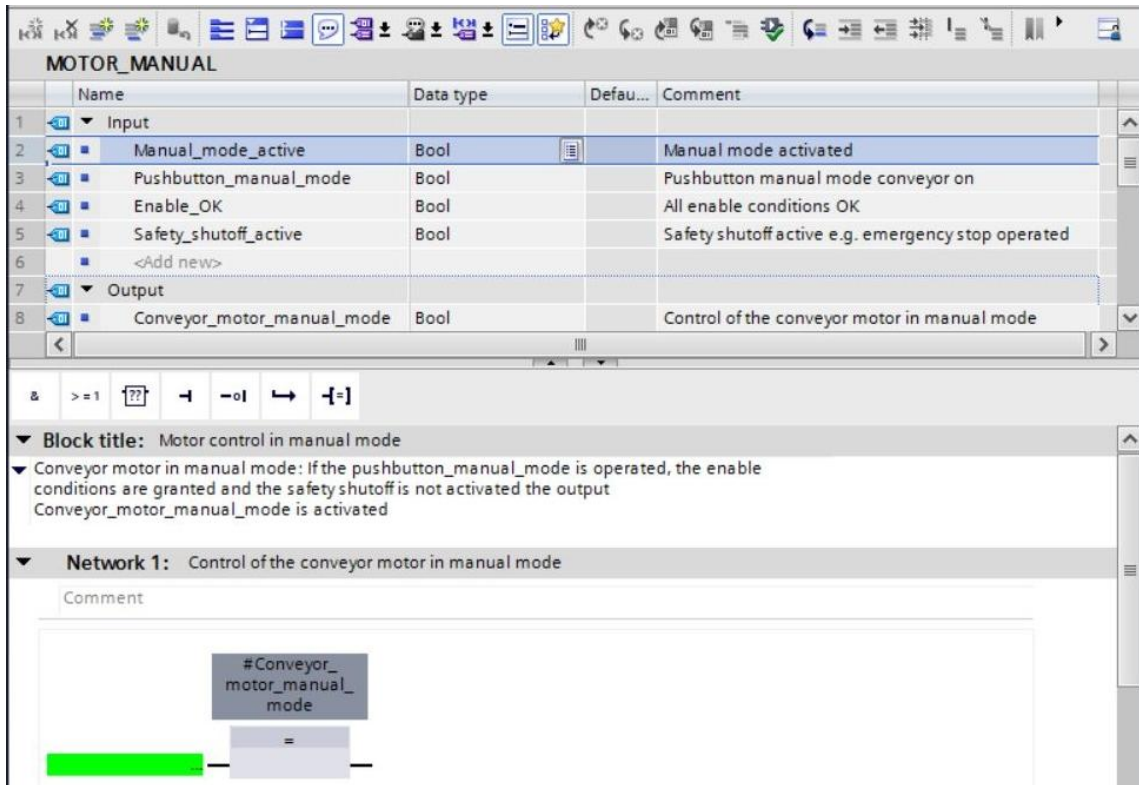 MOTOR_MANUAL
Name Data type Defau... Comment
1 Input
2 Manual_mode_active Bool Manual mode activated
3 Pushbutton_manual_mode Bool Pushbutton manual mode conveyor on
4 Enable_OK Bool All enable conditions OK
5 Safety_shutoff_active Bool Safety shutoff active e.g. emergency stop operated
6 <Add new>
7 Output
8 Conveyor_motor_manual_mode Bool Control of the conveyor motor in manual mode
& >=1 ??
Block title: Motor control in manual mode
Conveyor motor in manual mode: If the pushbutton_manual_mode is operated, the enable
conditions are granted and the safety shutoff is not activated the output
Conveyor_motor_manual_mode is activated
Network 1: Control of the conveyor motor in manual mode
Comment
#Conveyor_
motor_manual_
mode
=
...